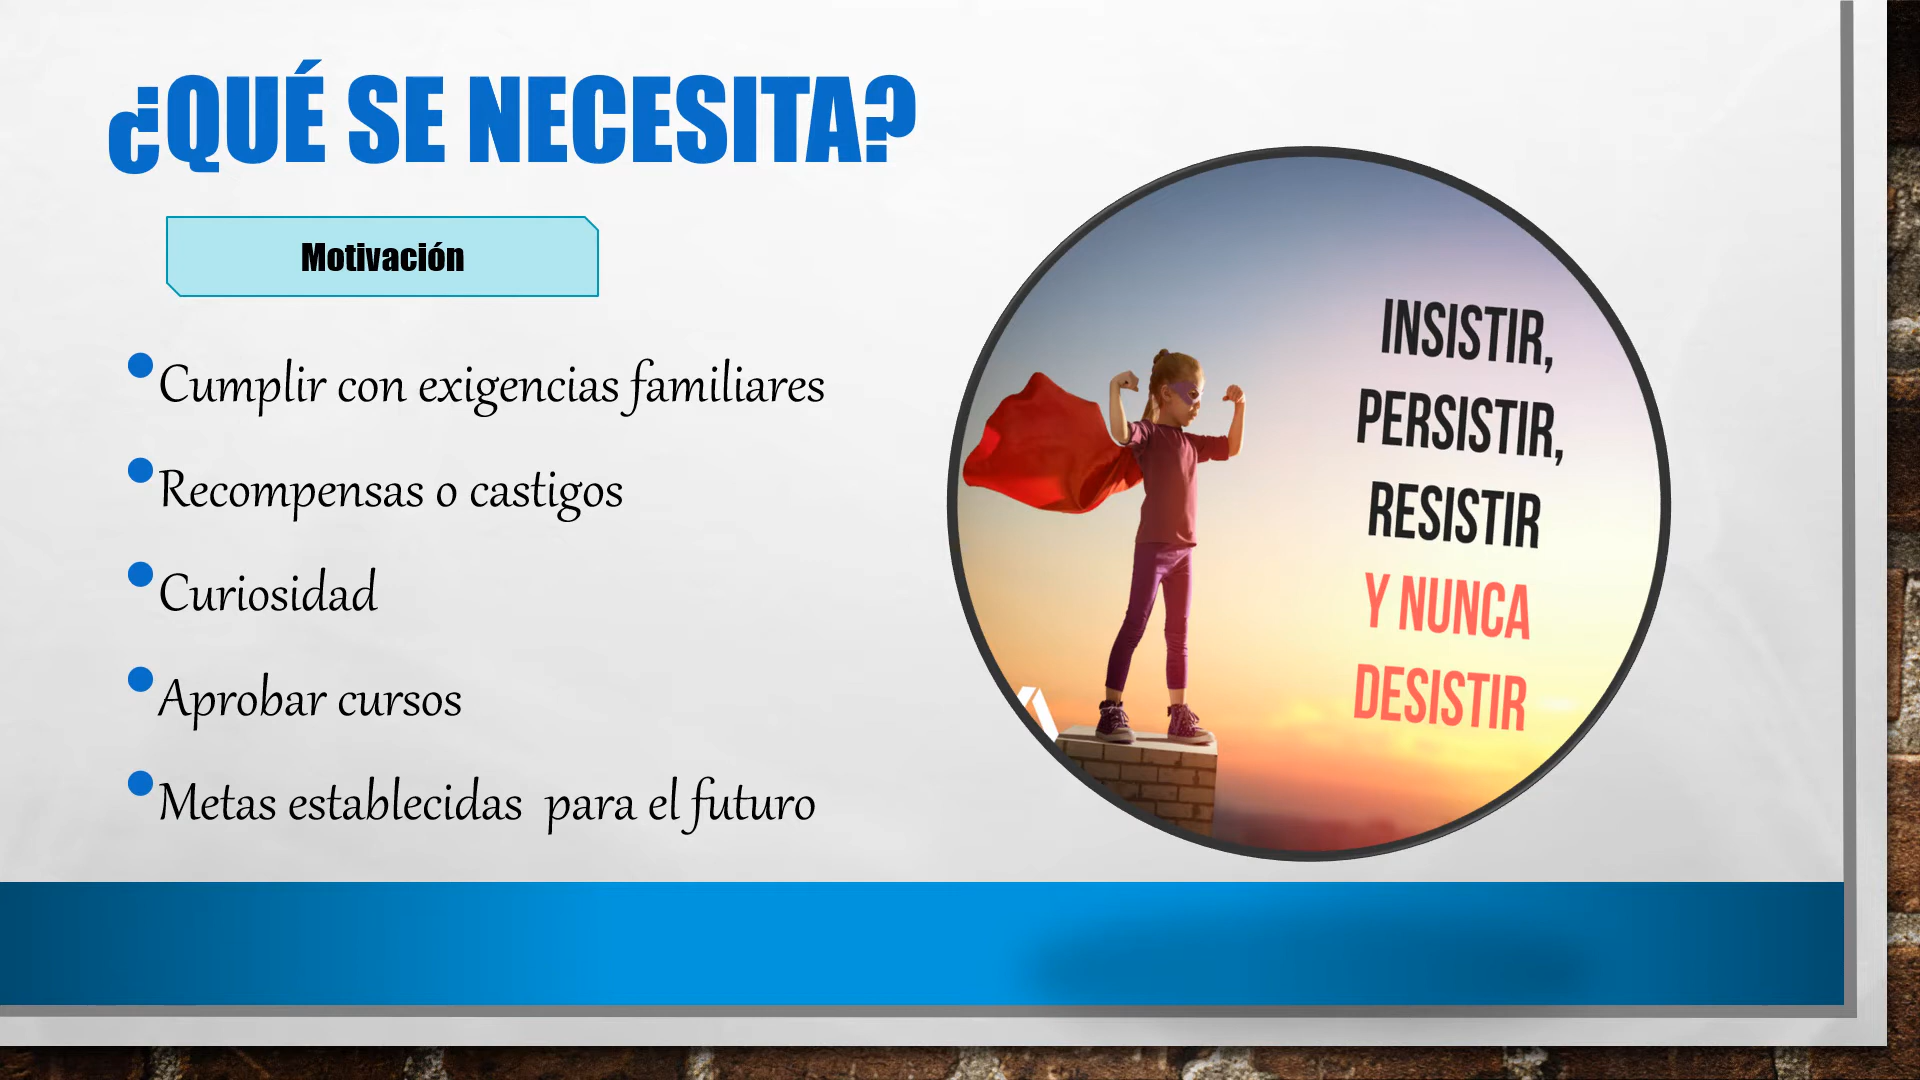 ¿QUÉ SE NECESITA?
Motivación
Cumplir con exigencias familiares
Recompensas o castigos
Curiosidad
Aprobar cursos
Metas establecidas para el futuro
INSISTIR,
PERSISTIR,
RESISTIR
Y NUNCA
DESISTIR